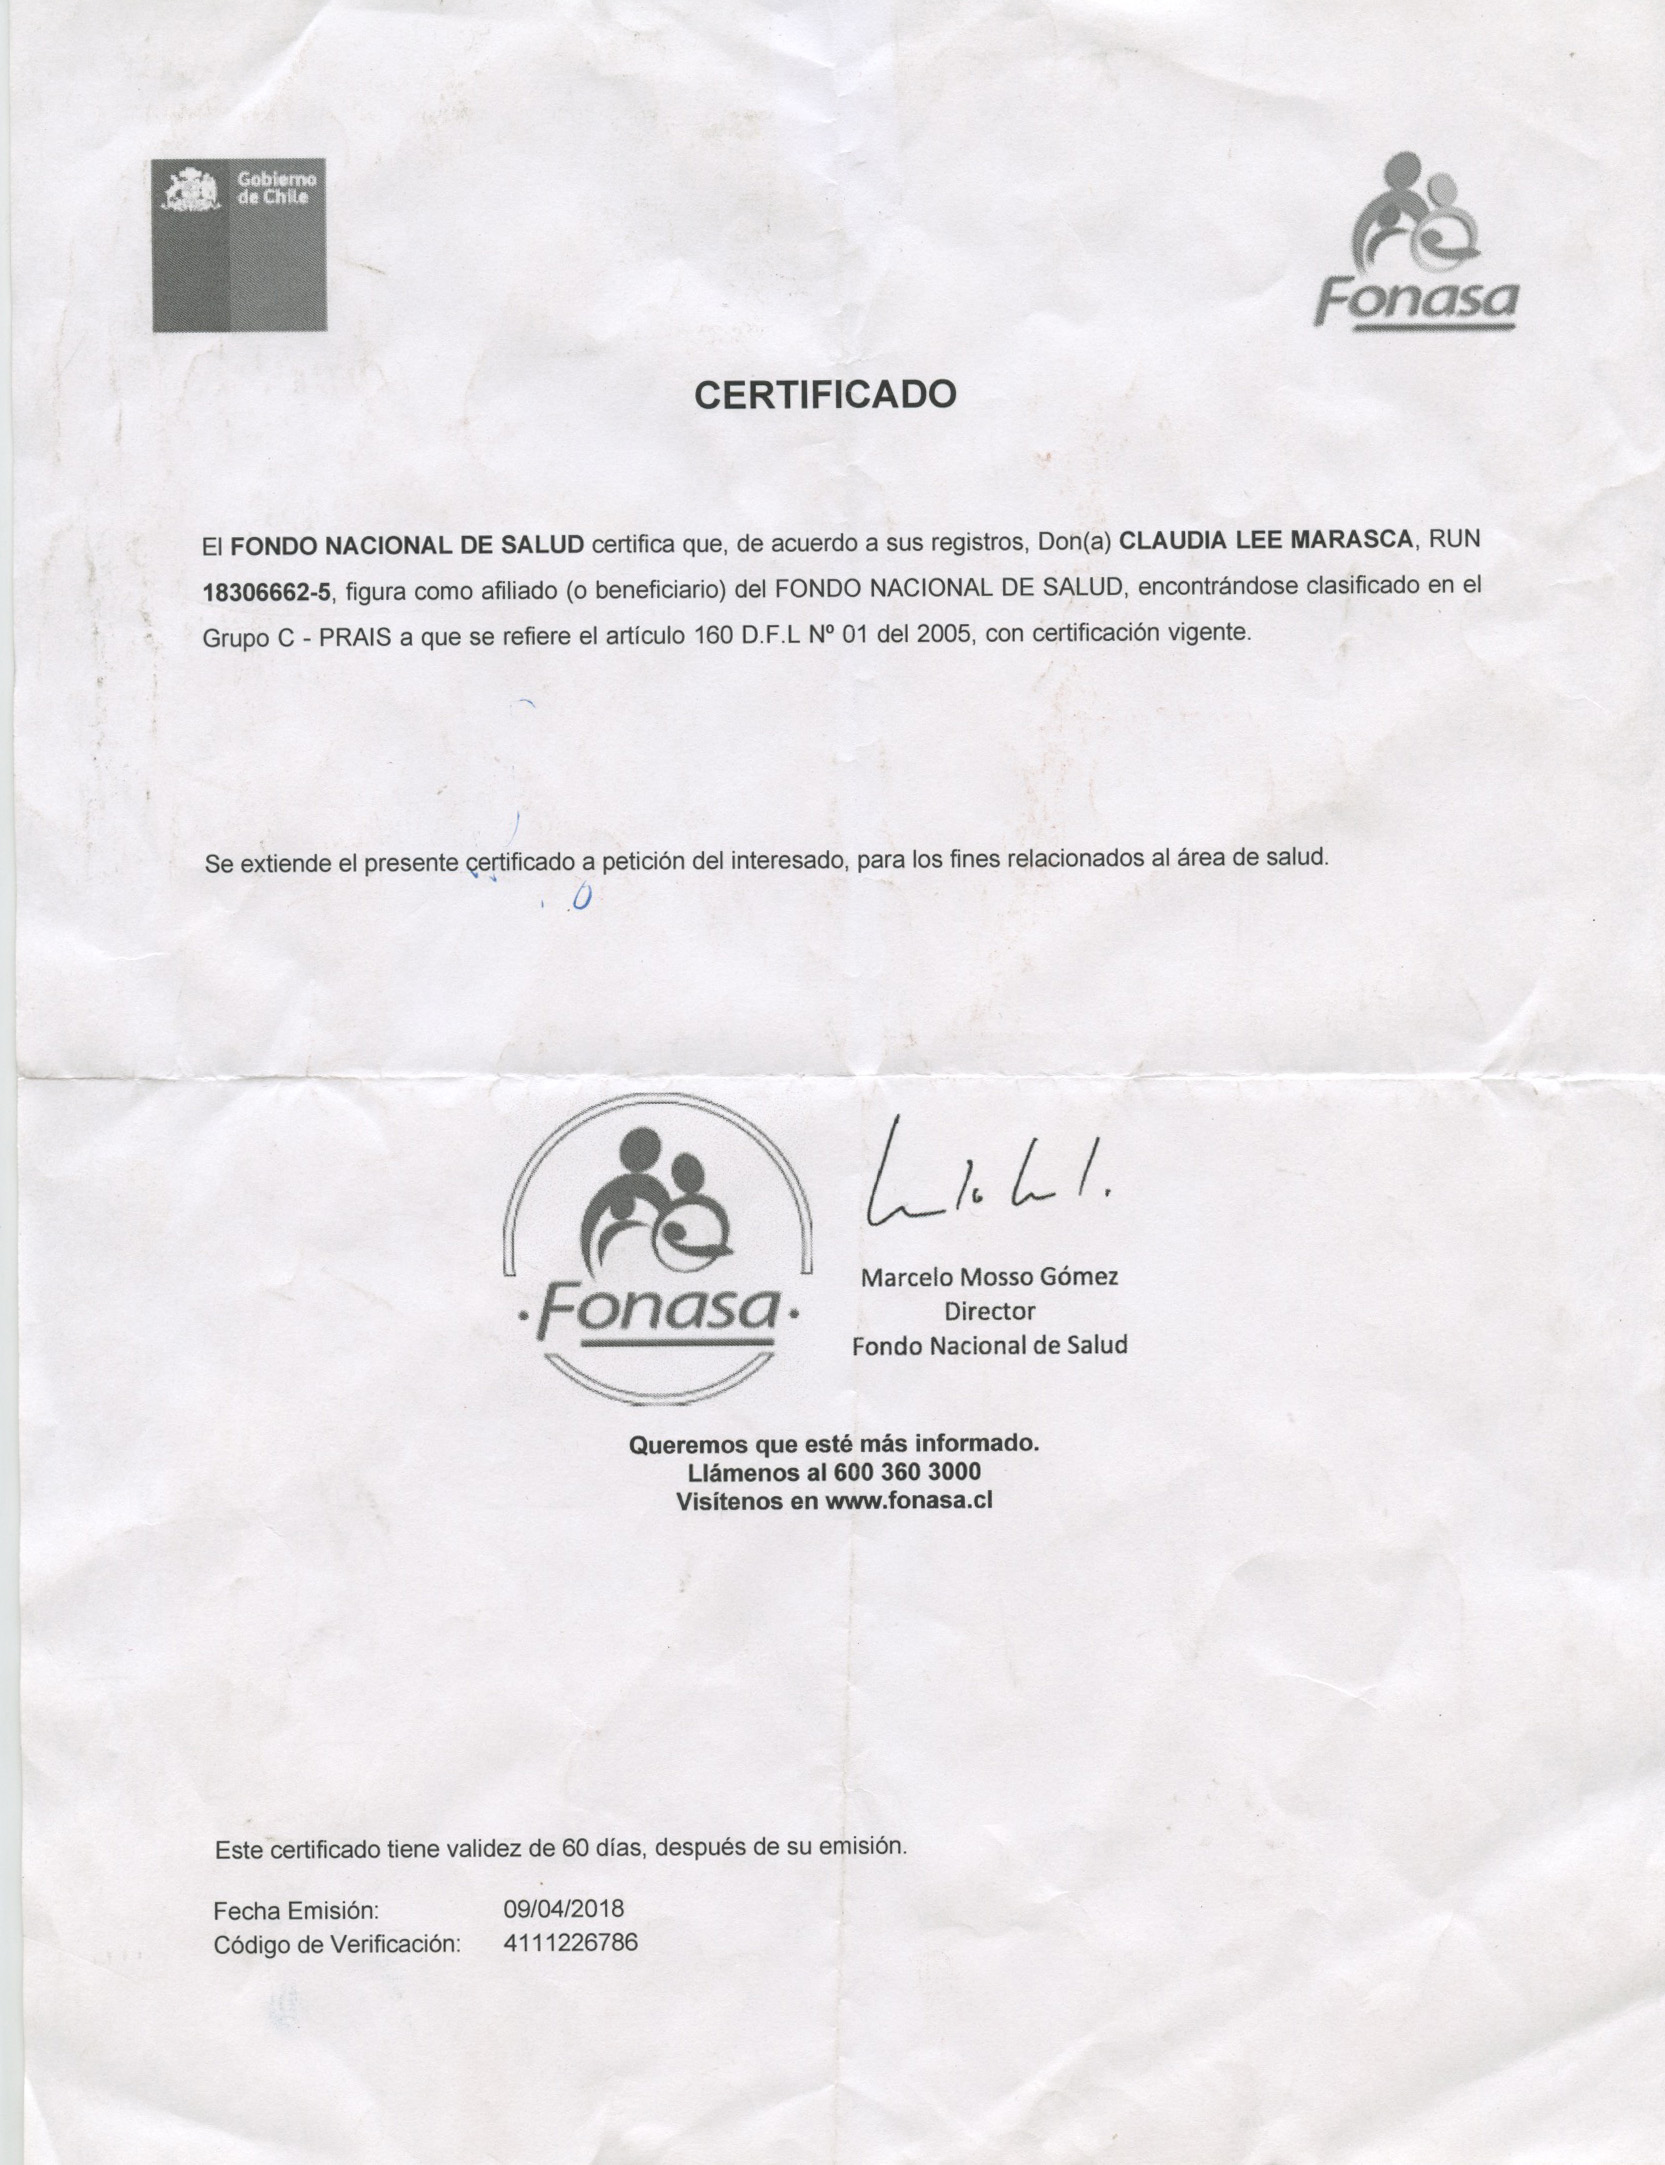 Gobierno
de Chile
Fonasa
CERTIFICADO
El FONDO NACIONAL DE SALUD certifica que, de acuerdo a sus registros, Don(a) CLAUDIA LEE MARASCA, RUN
18306662-5, figura como afiliado (o beneficiario) del FONDO NACIONAL DE SALUD, encontrándose clasificado en el
Grupo C - PRAIS a que se refiere el artículo 160 D.F.L Nº 01 del 2005, con certificación vigente.
Se extiende el presente certificado a petición del interesado, para los fines relacionados al área de salud.
·Fonasa·
Marcelo Mosso Gómez
Director
Fondo Nacional de Salud
Queremos que esté más informado.
Llámenos al 600 360 3000
Visítenos en www.fonasa.cl
Este certificado tiene validez de 60 días, después de su emisión.
Fecha Emisión: 09/04/2018
Código de Verificación: 4111226786